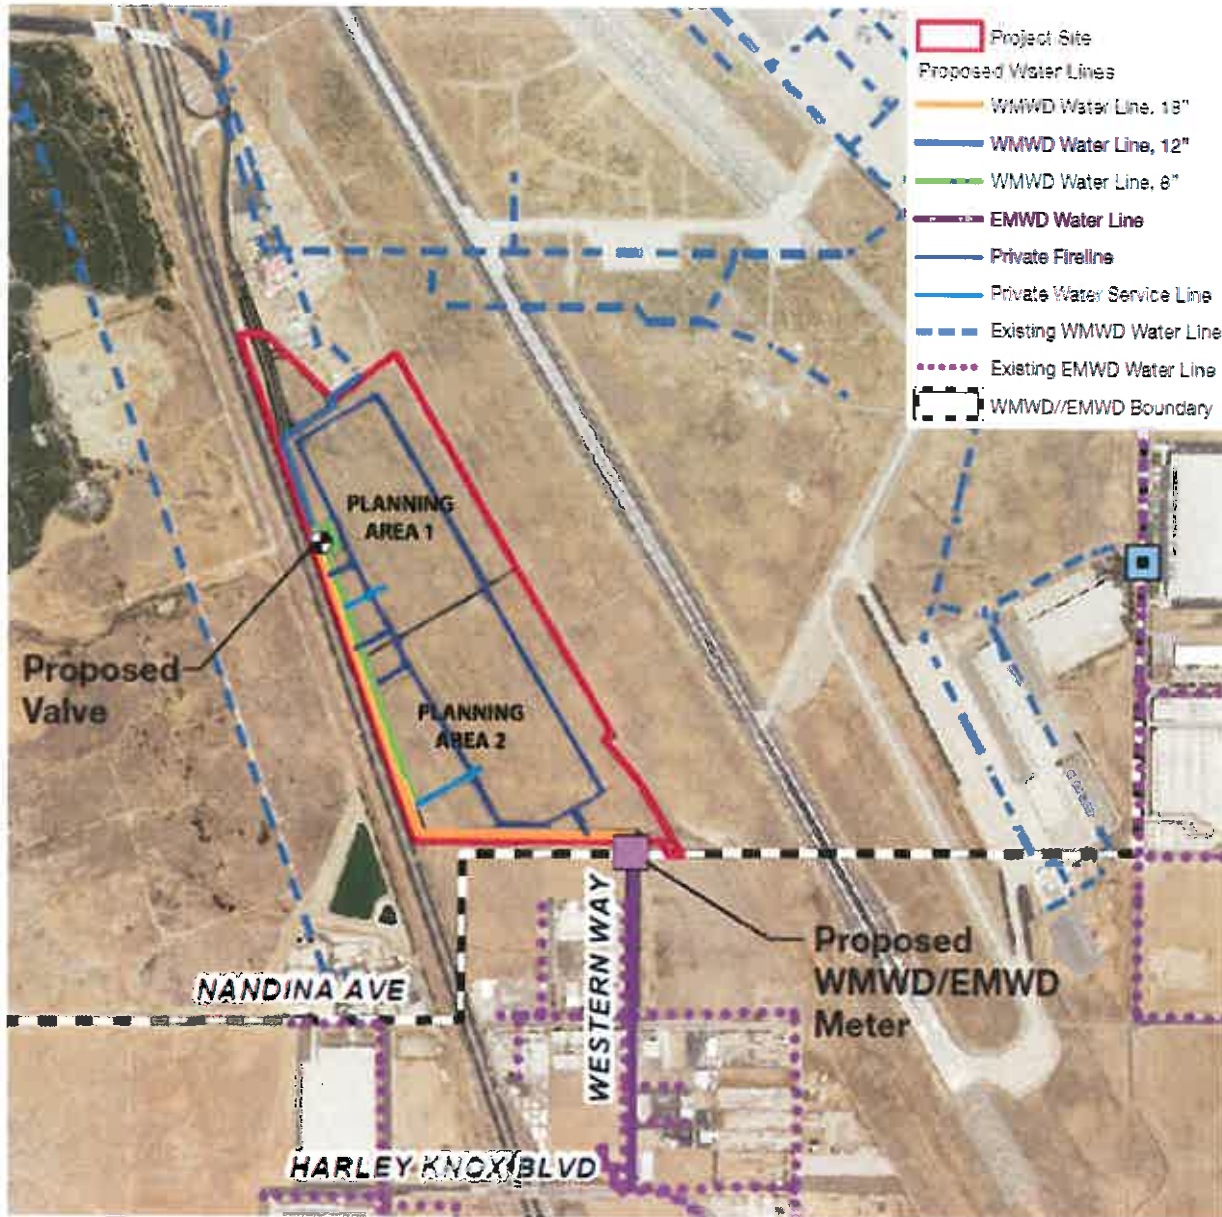 Project Site
Proposed Water Lines
WMWD Water Line, 18"
WMWD Water Line, 12"
WMWD Water Line, 8"
EMWD Water Line
Private Fireline
Private Water Service Line
Existing WMWD Water Line
Existing EMWD Water Line
WMWD//EMWD Boundary
PLANNING
AREA 1
Proposed
Valve
PLANNING
AREA 2
WESTERN WAY
Proposed
WMWD/EMWD
Meter
NANDINA AVE
HARLEY KNOX BLVD